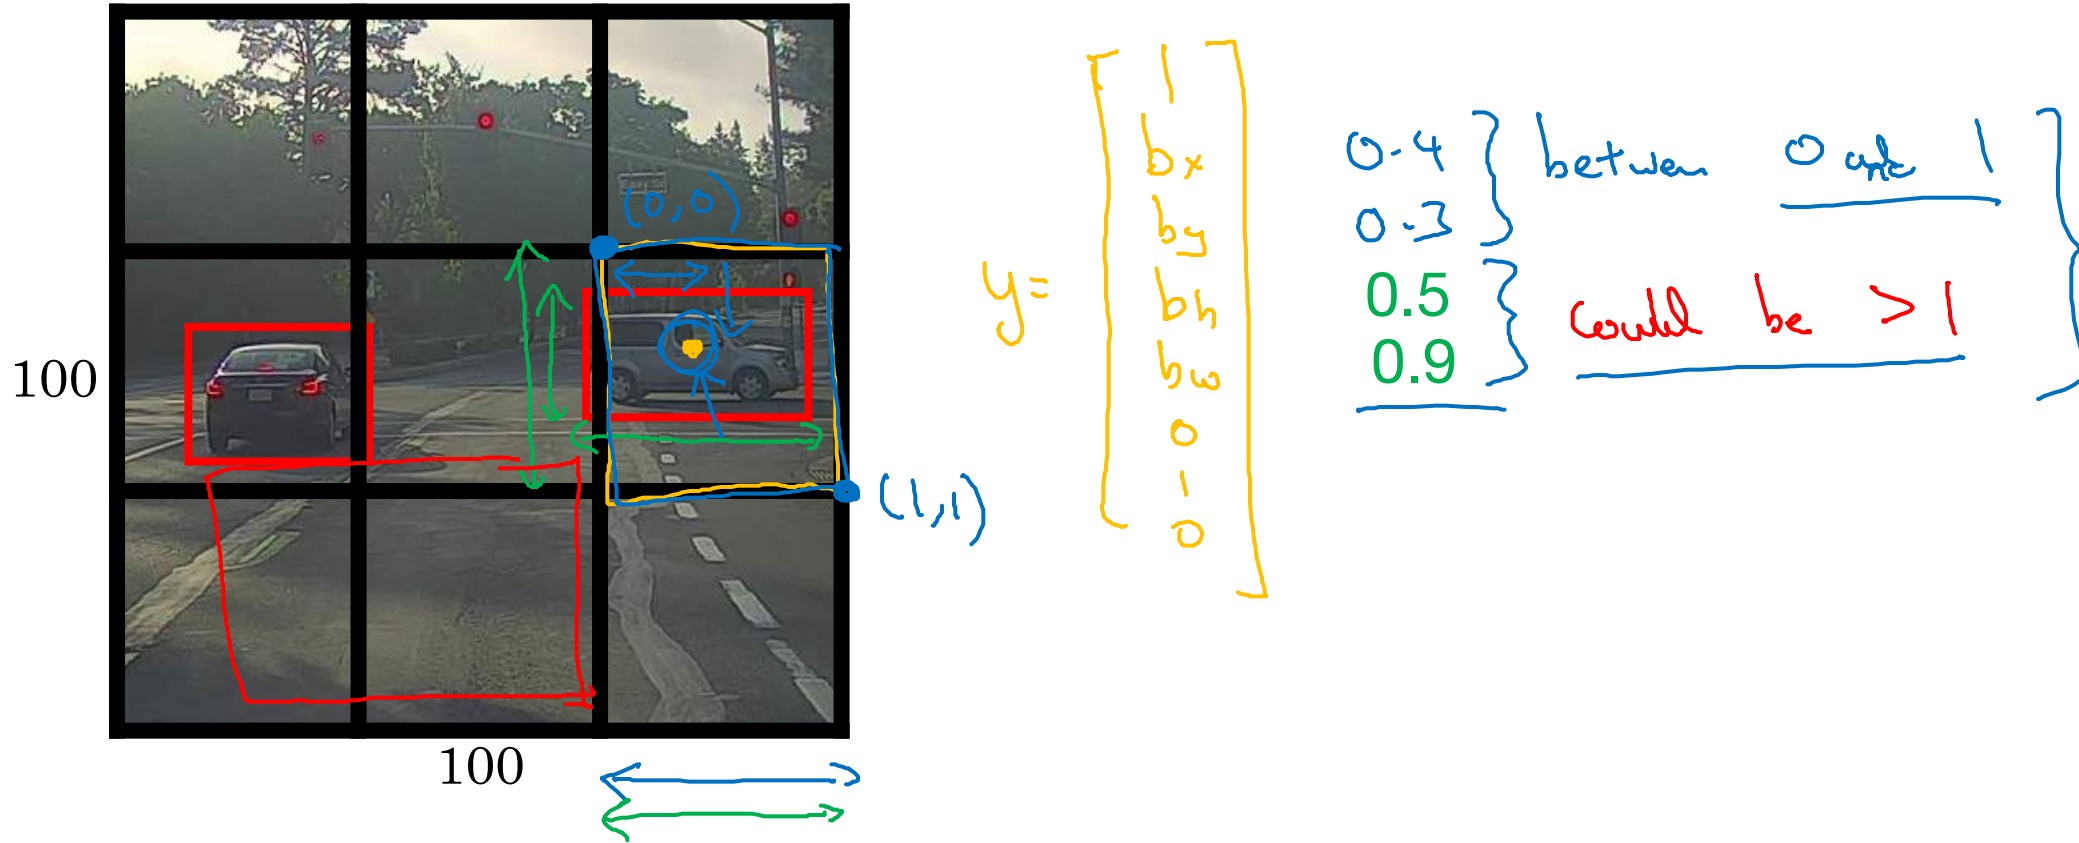 (0,0)
100
100
(1,1)
y=
1
bx
by
bh
bw
0
1
0
0.4
0.3
between 0 and 1
0.5
0.9
could be >1